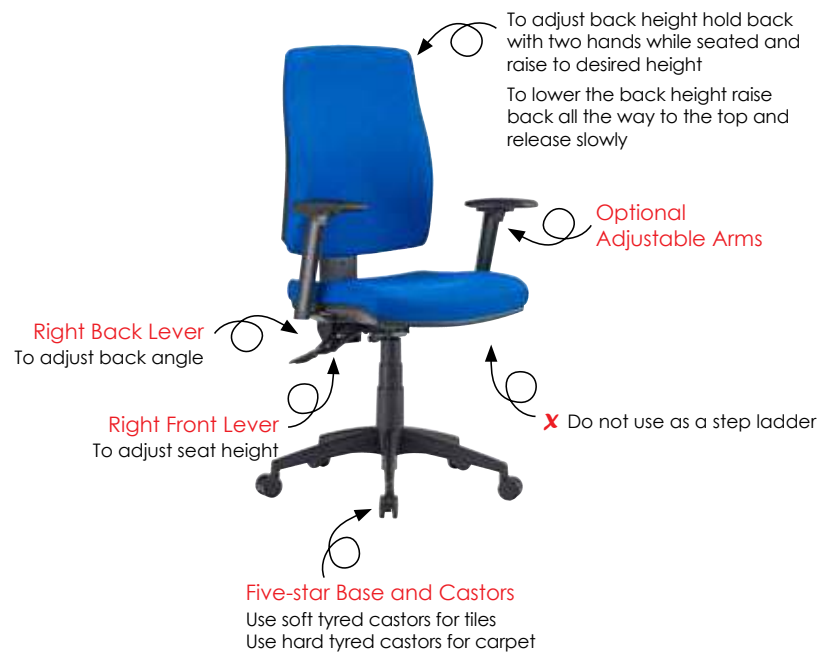 To adjust back height hold back
with two hands while seated and
raise to desired height
To lower the back height raise
back all the way to the top and
release slowly
Optional
Adjustable Arms
Right Back Lever
To adjust back angle
Right Front Lever
To adjust seat height
✘ Do not use as a step ladder
Five-star Base and Castors
Use soft tyred castors for tiles
Use hard tyred castors for carpet